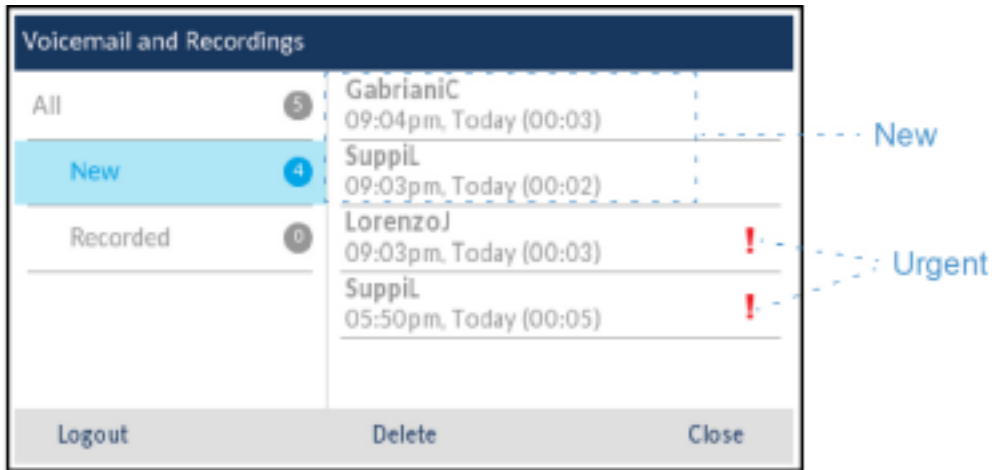 Voicemail and Recordings
All 5
New 4
Recorded 0
GabrianiC
09:04pm, Today (00:03)
SuppiL
09:03pm, Today (00:02)
LorenzoJ
09:03pm, Today (00:03) !
SuppiL
05:50pm, Today (00:05) !
New
Urgent
Logout Delete Close